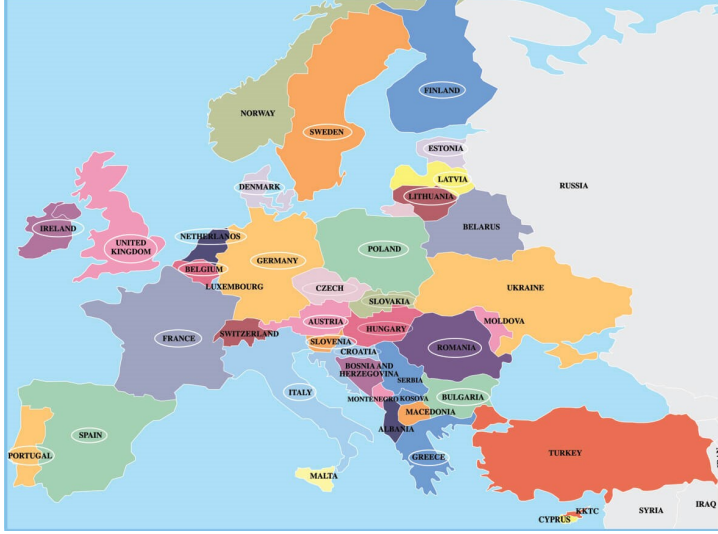 FINLAND
NORWAY
SWEDEN
ESTONIA
LATVIA
RUSSIA
DENMARK
LITHUANIA
IRELAND
BELARUS
NETHERLANOS
UNITED
KINGDOM
POLAND
GERMANY
BELGIUM
LUXEMBOURG
CZECH
UKRAINE
SLOVAKIA
AUSTRIA
MOLDOVA
HUNGARY
SWITZERLAND
FRANCE
SLOVENIA
ROMANIA
CROATIA
BOSNIA AND
HERZEGOVINA
SERBIA
ITALY
MONTENEGRO
KOSOVA
BULGARIA
MACEDONIA
ALBANIA
SPAIN
PORTUGAL
GREECE
TURKEY
MALTA
IRAQ
SYRIA
KKTC
CYPRUS